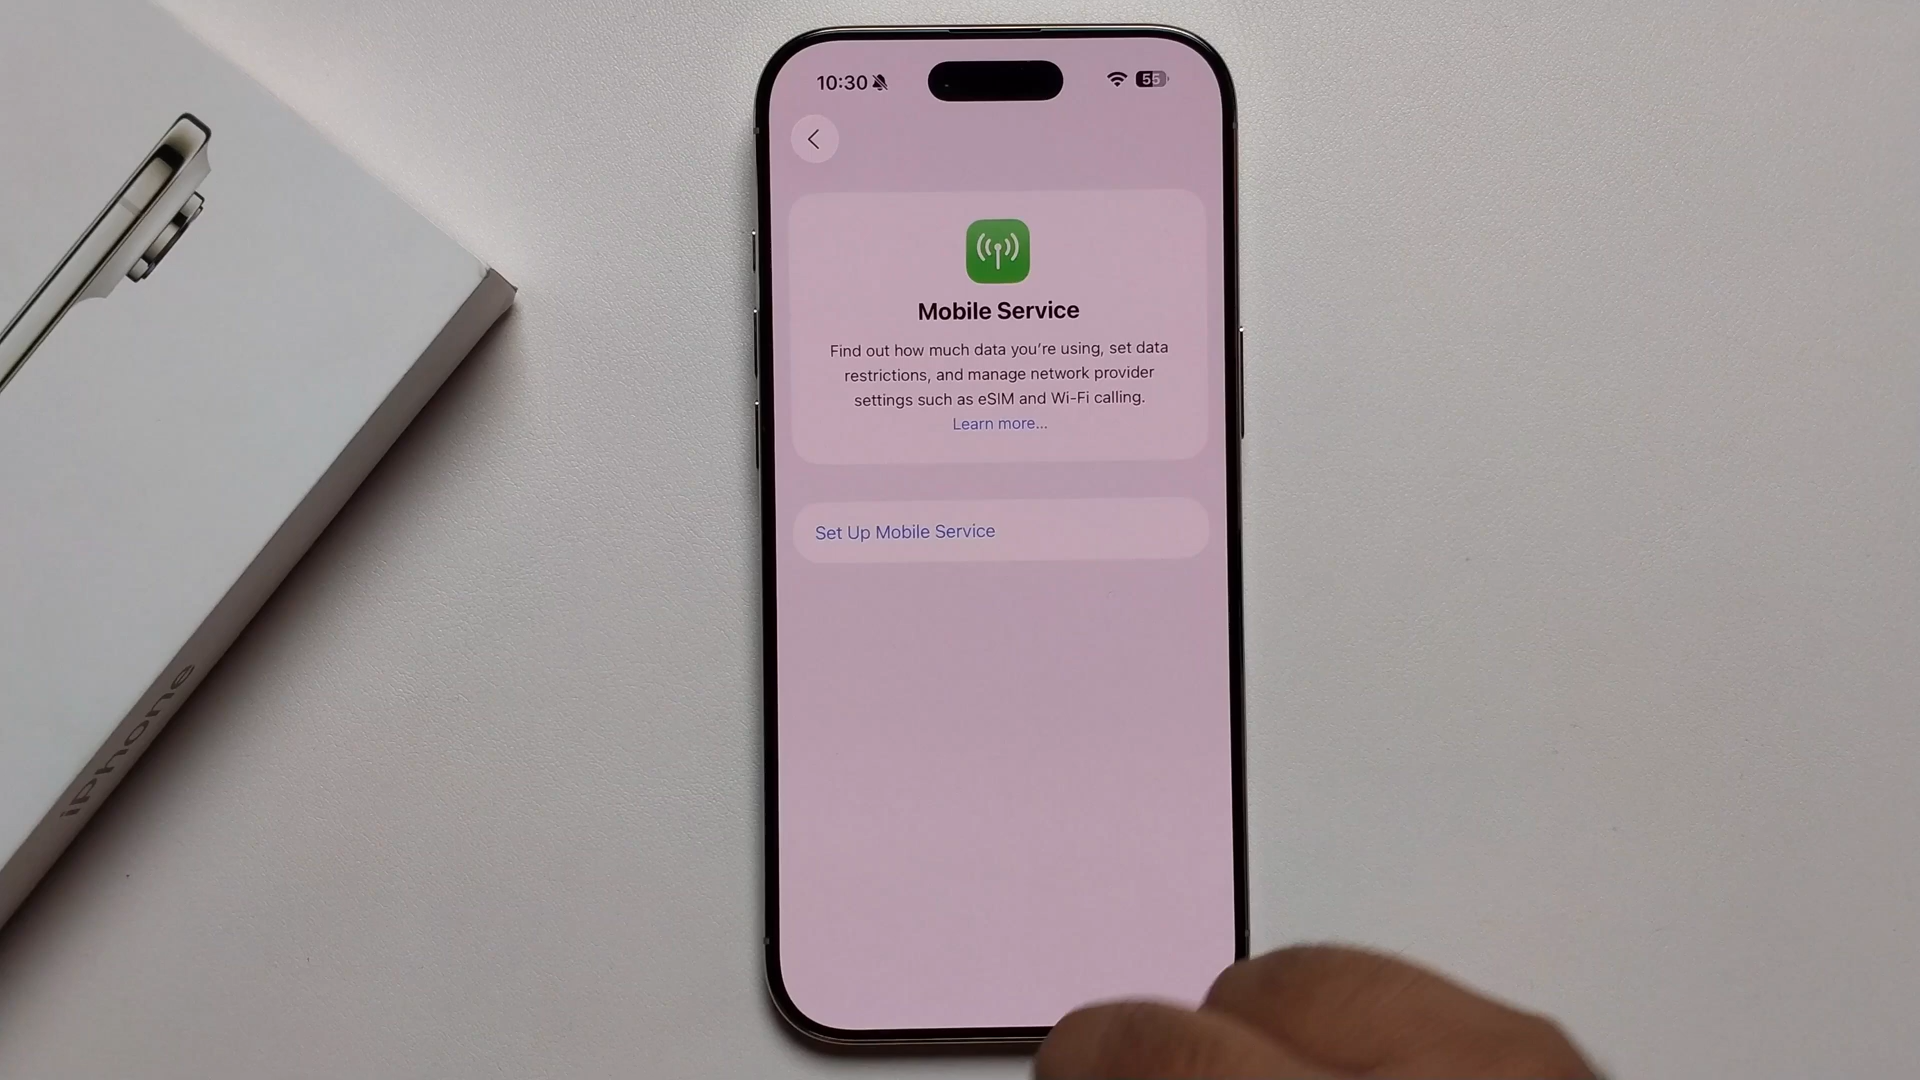 10:30
55
Mobile Service
Find out how much data you’re using, set data
restrictions, and manage network provider
settings such as eSIM and Wi-Fi calling.
Learn more...
Set Up Mobile Service
iPhone